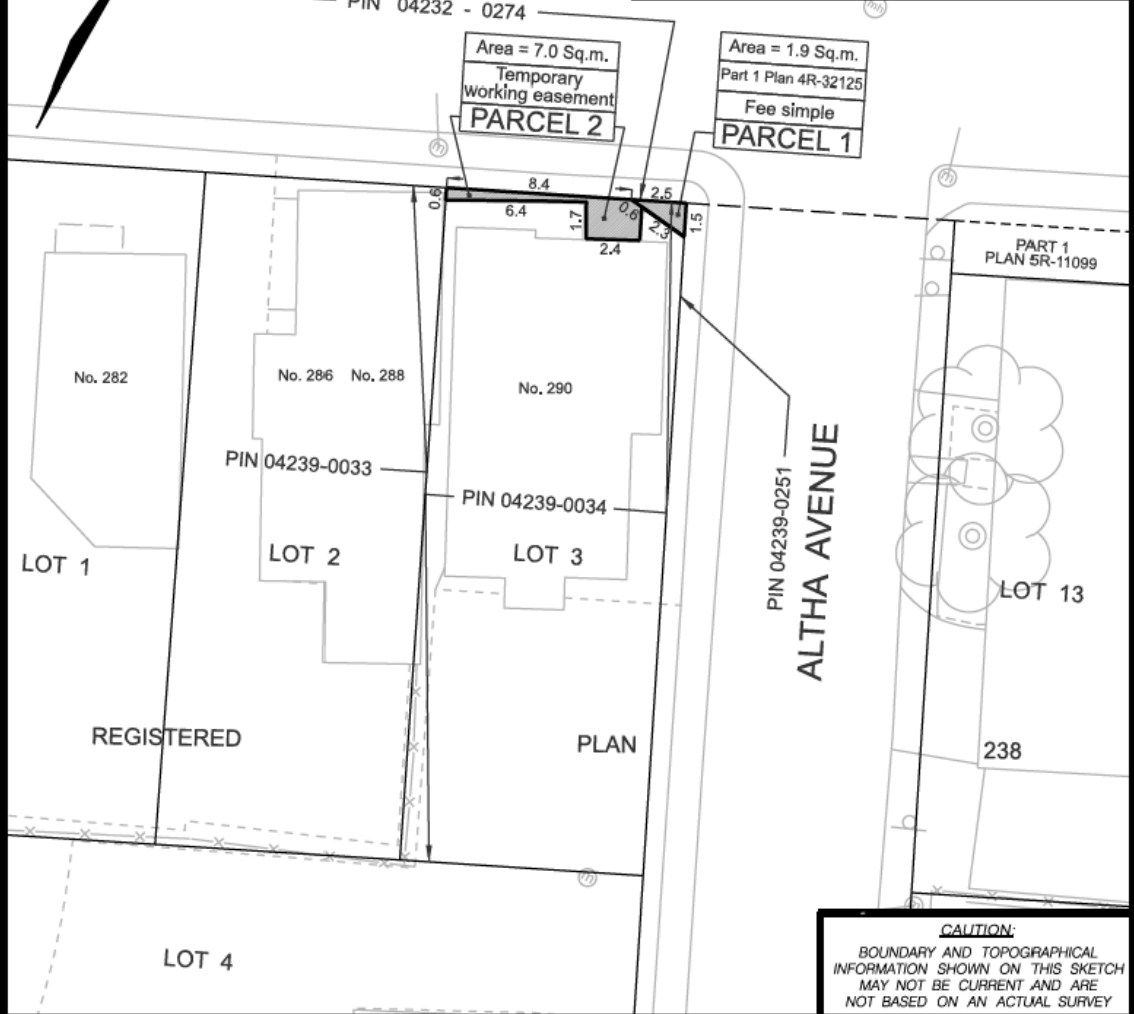 PIN 04232 - 0274
mh
Area = 7.0 Sq.m.
Temporary
working easement
PARCEL 2
Area = 1.9 Sq.m.
Part 1 Plan 4R-32125
Fee simple
PARCEL 1
8.4
2.5
0.6
6.4
1.7
0.6
2.3
1.5
2.4
PART 1
PLAN 5R-11099
No. 282
No. 286
No. 288
No. 290
PIN 04239-0033
PIN 04239-0034
PIN 04239-0251
ALTHA AVENUE
LOT 1
LOT 2
LOT 3
LOT 13
REGISTERED
PLAN
238
LOT 4
CAUTION:
BOUNDARY AND TOPOGRAPHICAL
INFORMATION SHOWN ON THIS SKETCH
MAY NOT BE CURRENT AND ARE
NOT BASED ON AN ACTUAL SURVEY